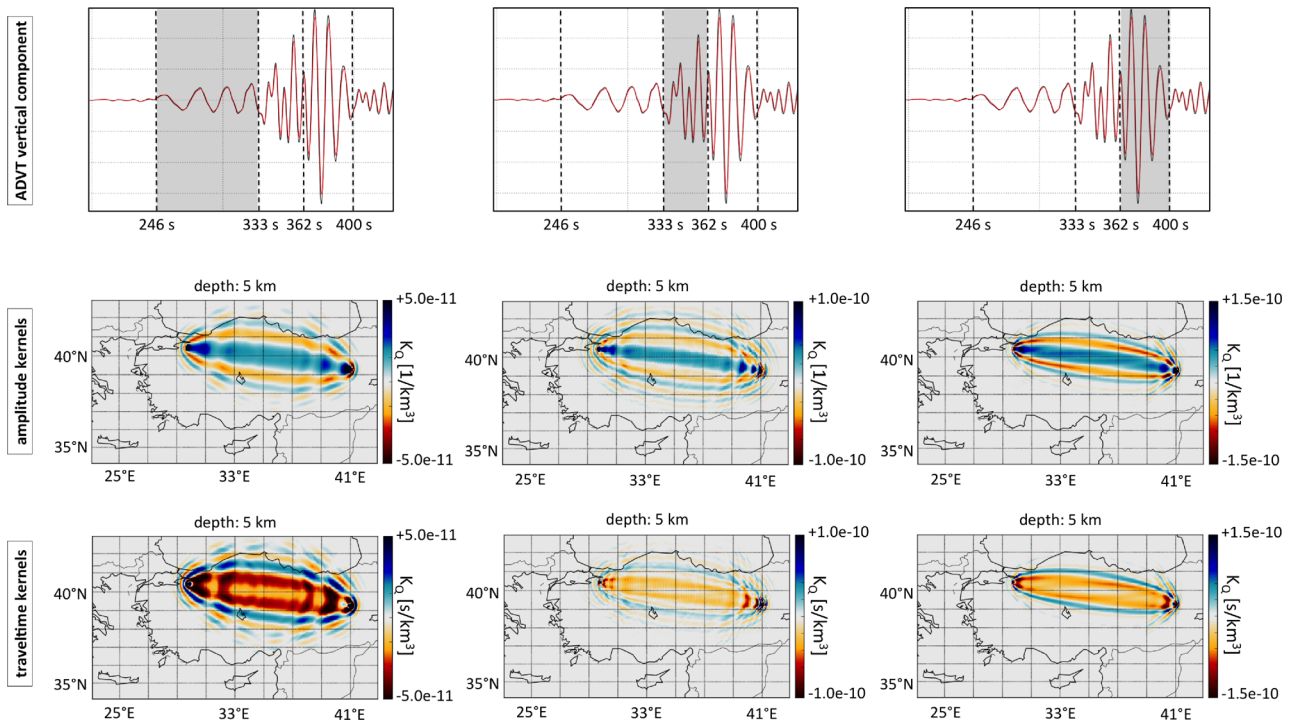 ADVT vertical component
246 s 333 s 362 s 400 s
246 s 333 s 362 s 400 s
246 s 333 s 362 s 400 s
amplitude kernels
depth: 5 km
40°N
35°N
25°E 33°E 41°E
+5.0e-11
K_Q [1/km³]
-5.0e-11
depth: 5 km
40°N
35°N
25°E 33°E 41°E
+1.0e-10
K_Q [1/km³]
-1.0e-10
depth: 5 km
40°N
35°N
25°E 33°E 41°E
+1.5e-10
K_Q [1/km³]
-1.5e-10
traveltime kernels
depth: 5 km
40°N
35°N
25°E 33°E 41°E
+5.0e-11
K_Q [s/km³]
-5.0e-11
depth: 5 km
40°N
35°N
25°E 33°E 41°E
+1.0e-10
K_Q [s/km³]
-1.0e-10
depth: 5 km
40°N
35°N
25°E 33°E 41°E
+1.5e-10
K_Q [s/km³]
-1.5e-10